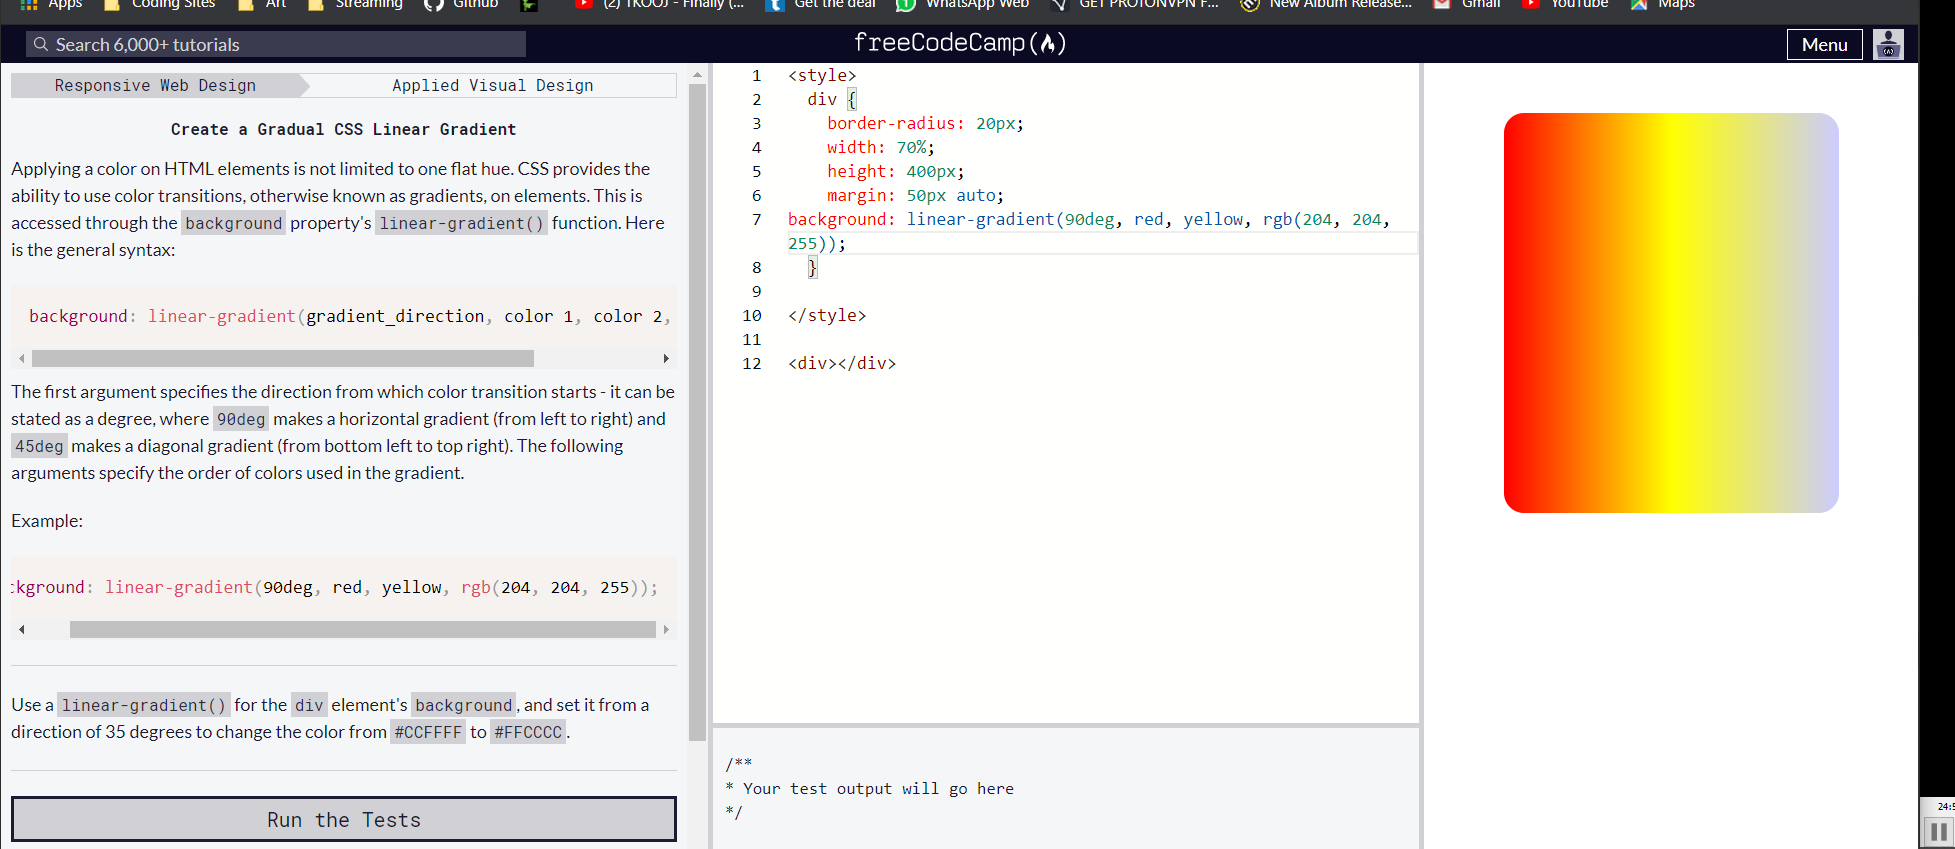 Apps Coding Sites Art Streaming Github (2) TKOOJ - Finally (... Get the deal WhatsApp Web GET PROTONVPN F... New Album Release... Gmail YouTube Maps
Search 6,000+ tutorials
freeCodeCamp
Menu
Responsive Web Design
Applied Visual Design
Create a Gradual CSS Linear Gradient
Applying a color on HTML elements is not limited to one flat hue. CSS provides the
ability to use color transitions, otherwise known as gradients, on elements. This is
accessed through the background property's linear-gradient() function. Here
is the general syntax:
background: linear-gradient(gradient_direction, color 1, color 2,
The first argument specifies the direction from which color transition starts - it can be
stated as a degree, where 90deg makes a horizontal gradient (from left to right) and
45deg makes a diagonal gradient (from bottom left to top right). The following
arguments specify the order of colors used in the gradient.
Example:
ckground: linear-gradient(90deg, red, yellow, rgb(204, 204, 255));
Use a linear-gradient() for the div element's background, and set it from a
direction of 35 degrees to change the color from #CCFFFF to #FFCCCC.
Run the Tests
1 <style>
2 div {
3 border-radius: 20px;
4 width: 70%;
5 height: 400px;
6 margin: 50px auto;
7 background: linear-gradient(90deg, red, yellow, rgb(204, 204,
255));
8 }
9
10 </style>
11
12 <div></div>
/**
* Your test output will go here
*/